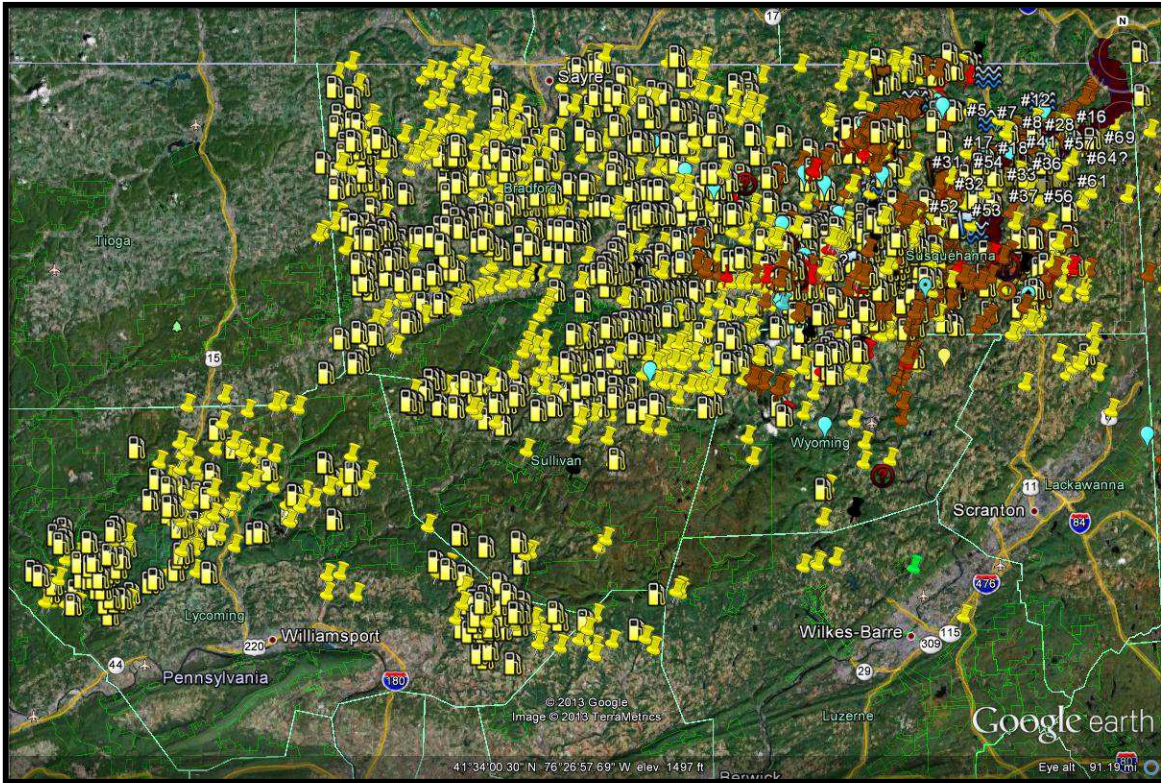 17
N
Sayre
#12
#5 #7
#16
#8 #28
#69
#17 #18 #41 #57
#64?
#31 #54 #36
#33
#61
#32
#37 #56
#52 #53
Bradford
Tioga
Susquehanna
?
15
Wyoming
6
Sullivan
11
Lackawanna
Scranton
84
476
Lycoming
Williamsport
220
Wilkes-Barre
115
309
44
Pennsylvania
180
29
© 2013 Google
Image © 2013 TerraMetrics
Luzerne
Google earth
41°34'00.30" N 76°26'57.69" W elev 1497 ft
Eye alt 91.19 mi
Berwick
80